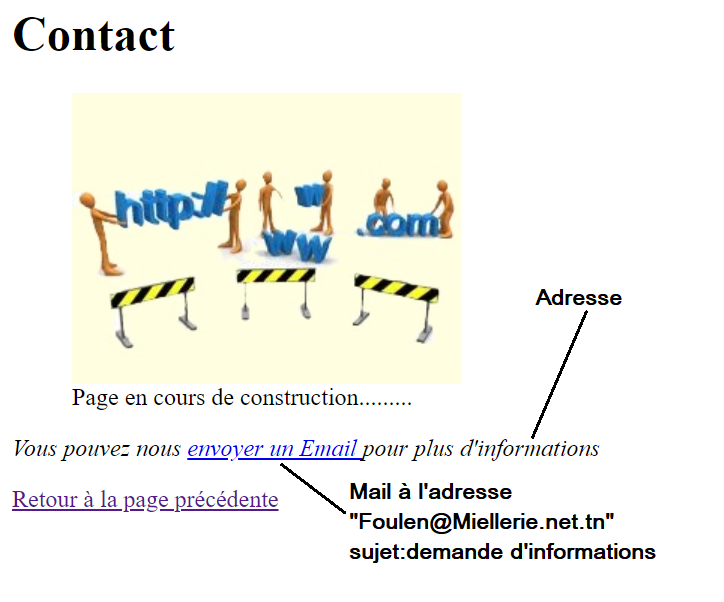 Contact
http://
w
ww
.com
Adresse
Page en cours de construction.........
Vous pouvez nous envoyer un Email pour plus d'informations
Retour à la page précédente
Mail à l'adresse
"Foulen@Miellerie.net.tn"
sujet:demande d'informations